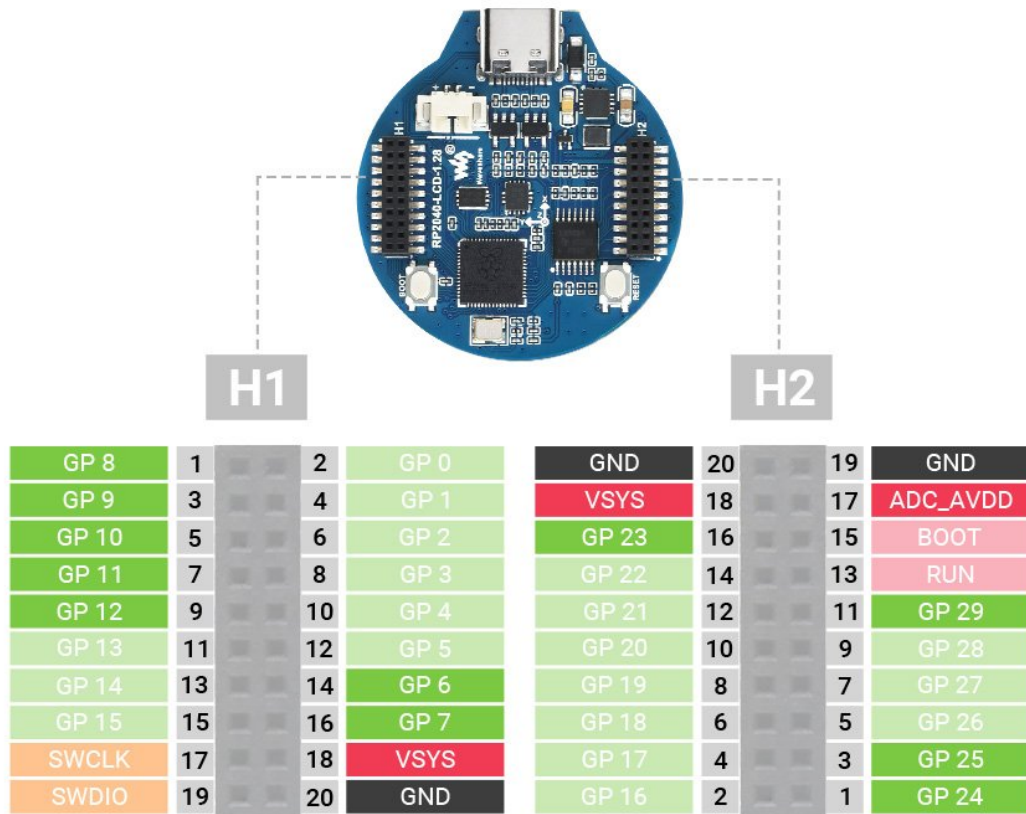 H1
H2
+ -
®
Waveshare
RP2040-LCD-1.28
X
BOOT
RESET
H1
H2
GP 8 1 2 GP 0
GP 9 3 4 GP 1
GP 10 5 6 GP 2
GP 11 7 8 GP 3
GP 12 9 10 GP 4
GP 13 11 12 GP 5
GP 14 13 14 GP 6
GP 15 15 16 GP 7
SWCLK 17 18 VSYS
SWDIO 19 20 GND
GND 20 19 GND
VSYS 18 17 ADC_AVDD
GP 23 16 15 BOOT
GP 22 14 13 RUN
GP 21 12 11 GP 29
GP 20 10 9 GP 28
GP 19 8 7 GP 27
GP 18 6 5 GP 26
GP 17 4 3 GP 25
GP 16 2 1 GP 24